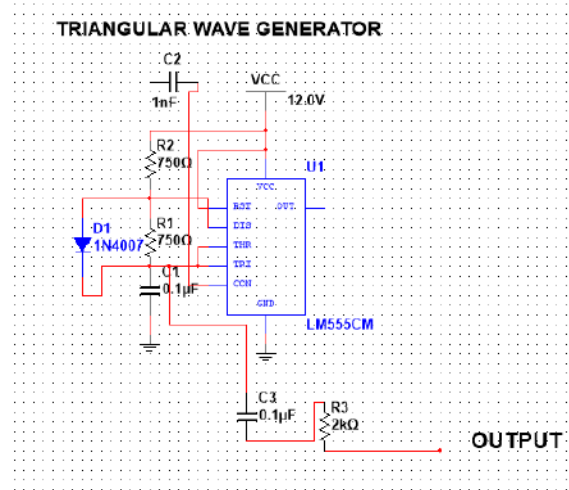 TRIANGULAR WAVE GENERATOR
C2
1nF
VCC
12.0V
R2
750Ω
U1
VCC
RST
OUT
DIS
D1
1N4007
R1
750Ω
THR
TRI
CON
C1
0.1µF
GND
LM555CM
C3
0.1µF
R3
2kΩ
OUTPUT